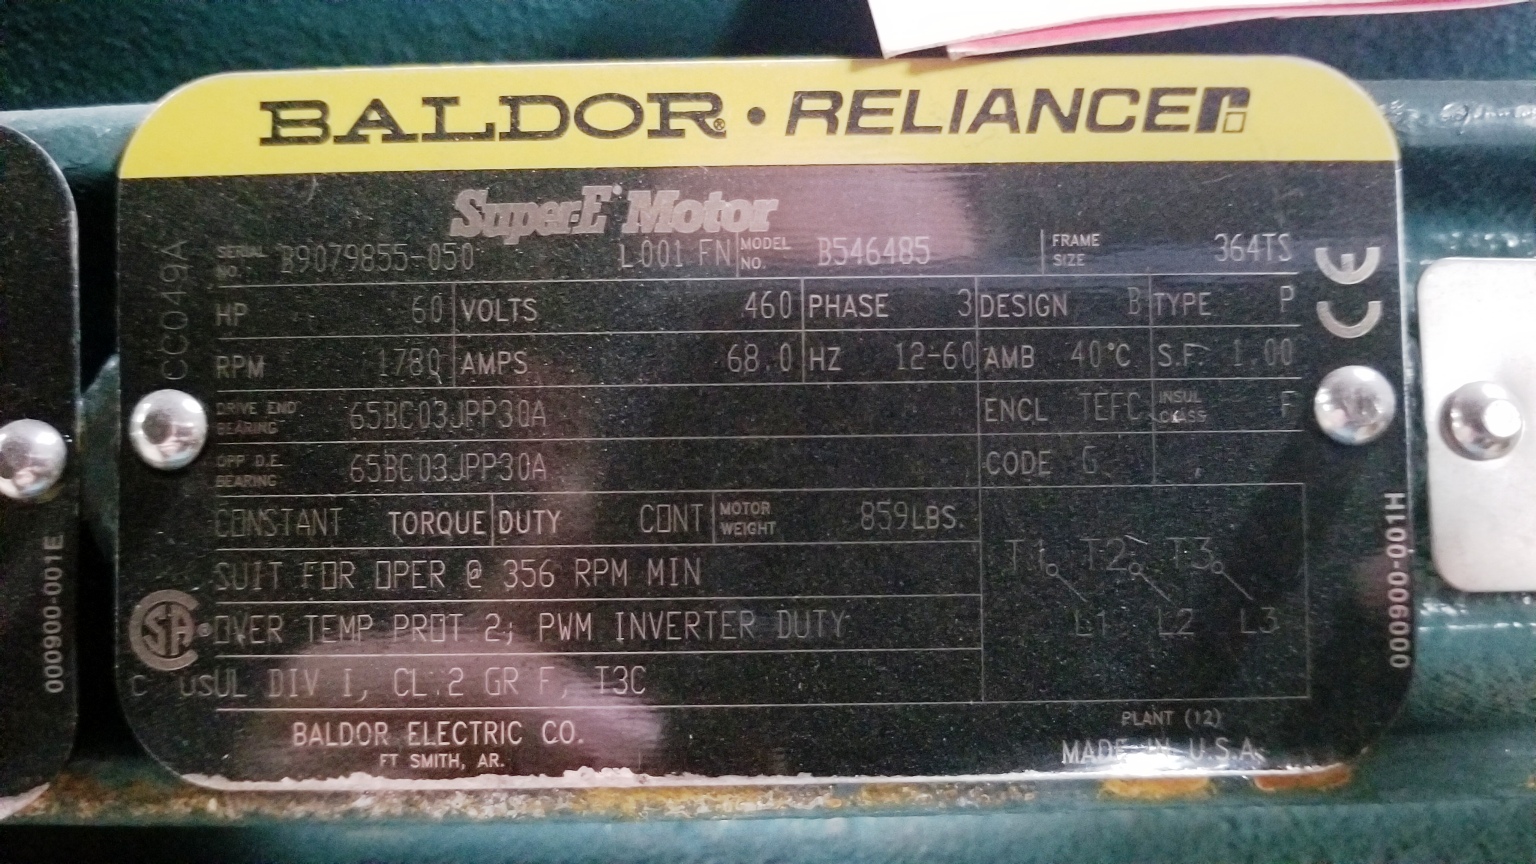 BALDOR® • RELIANCE
Super-E® Motor
SERIAL NO. B9079855-050 L001 FN MODEL NO. B546485 FRAME SIZE 364TS
HP 60 VOLTS 460 PHASE 3 DESIGN B TYPE P
RPM 1780 AMPS 68.0 HZ 12-60 AMB 40°C S.F. 1.00
DRIVE END BEARING 65BC03JPP30A ENCL TEFC INSUL CLASS F
OPP D.E. BEARING 65BC03JPP30A CODE G
CONSTANT TORQUE DUTY CONT MOTOR WEIGHT 859LBS.
SUIT FOR OPER @ 356 RPM MIN
OVER TEMP PROT 2; PWM INVERTER DUTY
UL DIV I, CL.2 GR F, T3C
T1 T2 T3
L1 L2 L3
BALDOR ELECTRIC CO.
FT SMITH, AR.
PLANT (12)
MADE IN U.S.A.
CC049A
CE
SA
C US
000900-001H
000900-001E